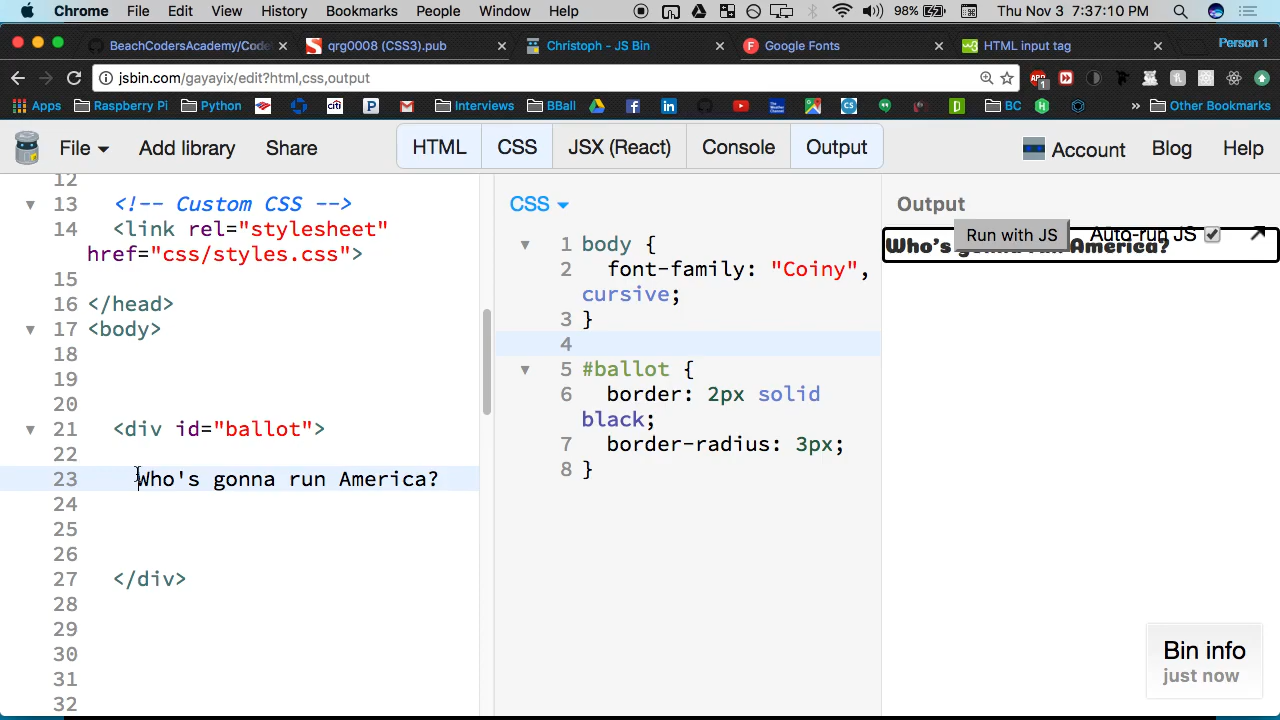 Chrome File Edit View History Bookmarks People Window Help 98% Thu Nov 3 7:37:10 PM
BeachCodersAcademy/Code qrg0008 (CSS3).pub Christoph - JS Bin Google Fonts HTML input tag Person 1
jsbin.com/gayayix/edit?html,css,output
Apps Raspberry Pi Python citi Interviews BBall BC » Other Bookmarks
File Add library Share HTML CSS JSX (React) Console Output Account Blog Help
12
13 <!-- Custom CSS -->
14 <link rel="stylesheet"
href="css/styles.css">
15
16 </head>
17 <body>
18
19
20
21 <div id="ballot">
22
23 Who's gonna run America?
24
25
26
27 </div>
28
29
30
31
32
CSS
1 body {
2 font-family: "Coiny",
cursive;
3 }
4
5 #ballot {
6 border: 2px solid
black;
7 border-radius: 3px;
8 }
Output
Run with JS Auto-run JS
Who's gonna run America?
Bin info
just now